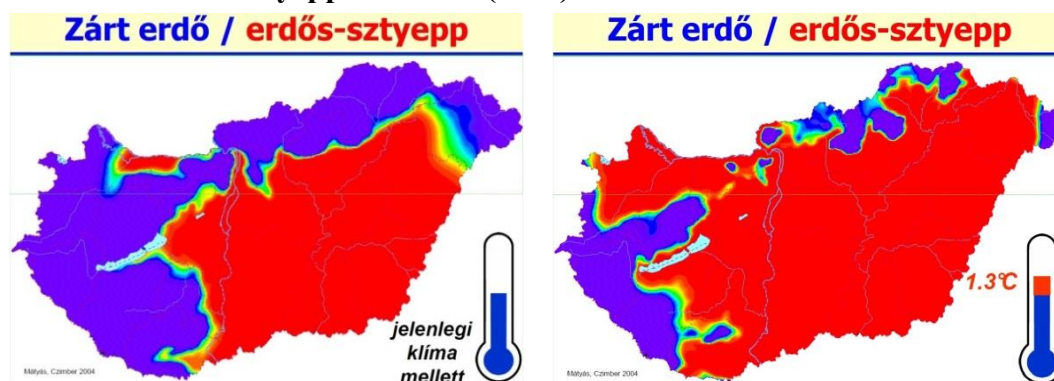 Zárt erdő / erdős-sztyepp
jelenlegi
klíma
mellett
Mátyás, Czimber 2004
Zárt erdő / erdős-sztyepp
1.3°C
Mátyás, Czimber 2004